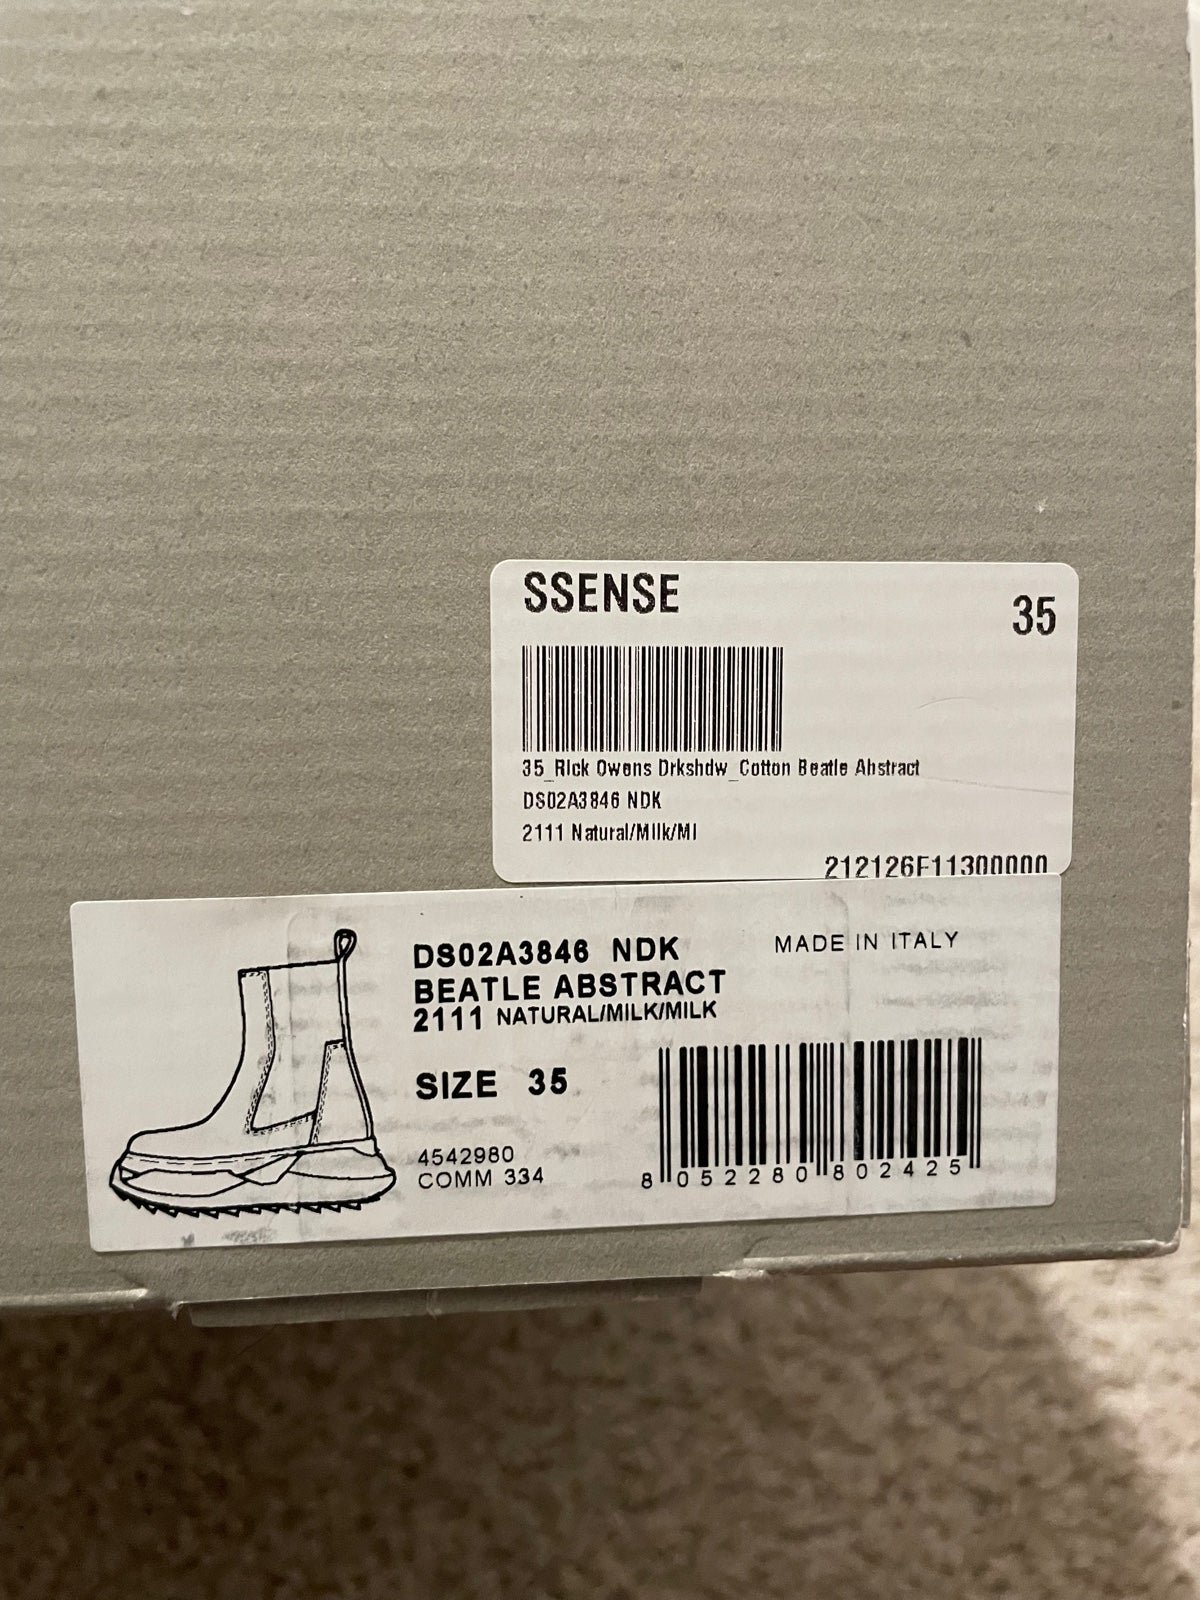 SSENSE
35
35_Rick Owens Drkshdw_Cotton Beatle Abstract
DS02A3846 NDK
2111 Natural/Milk/Mi
212126F11300000
DS02A3846 NDK
MADE IN ITALY
BEATLE ABSTRACT
2111 NATURAL/MILK/MILK
SIZE 35
4542980
COMM 334
8 052280 802425